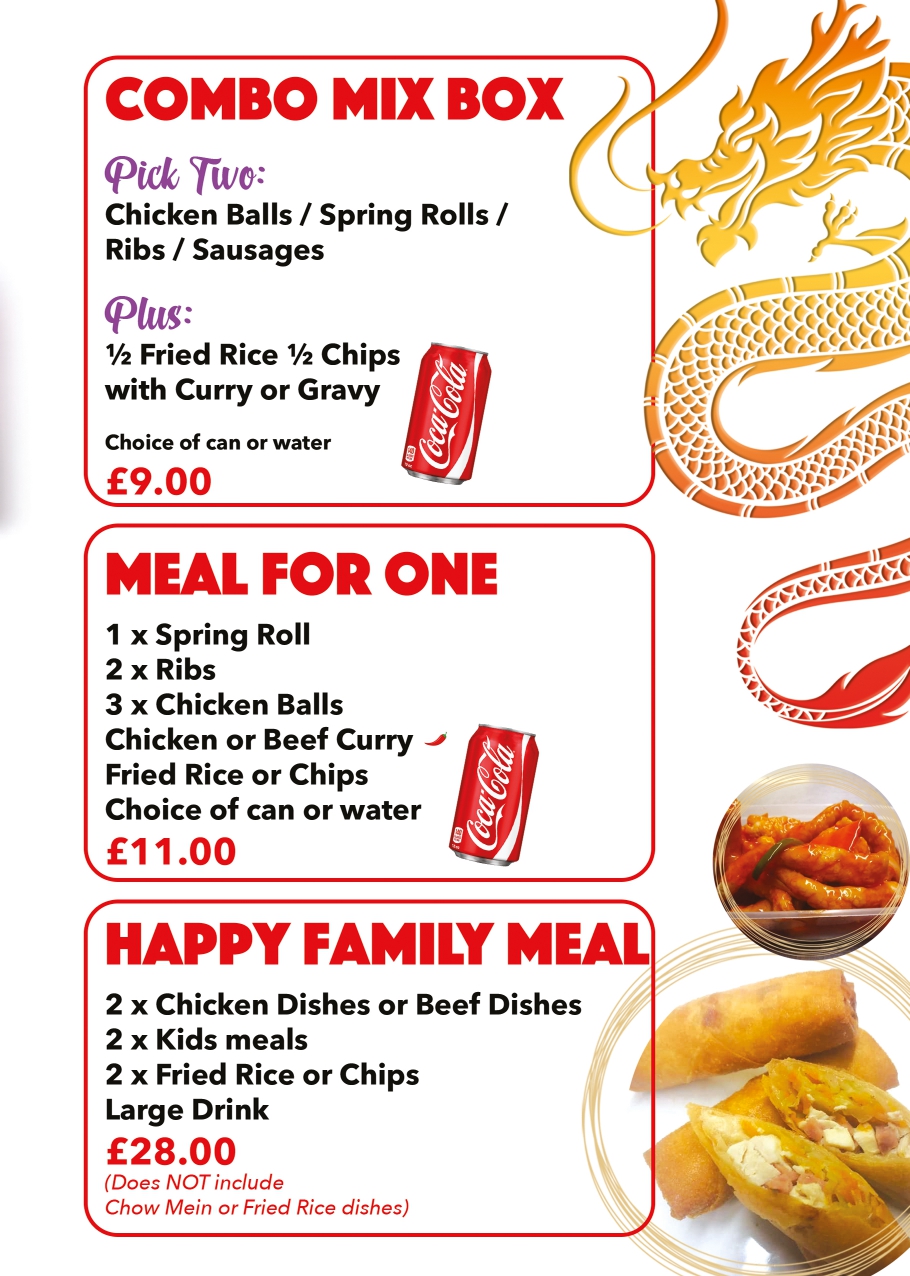 COMBO MIX BOX
Pick Two:
Chicken Balls / Spring Rolls /
Ribs / Sausages
Plus:
½ Fried Rice ½ Chips
with Curry or Gravy
Choice of can or water
£9.00
Coca-Cola
MEAL FOR ONE
1 x Spring Roll
2 x Ribs
3 x Chicken Balls
Chicken or Beef Curry
Fried Rice or Chips
Choice of can or water
£11.00
Coca-Cola
HAPPY FAMILY MEAL
2 x Chicken Dishes or Beef Dishes
2 x Kids meals
2 x Fried Rice or Chips
Large Drink
£28.00
(Does NOT include
Chow Mein or Fried Rice dishes)